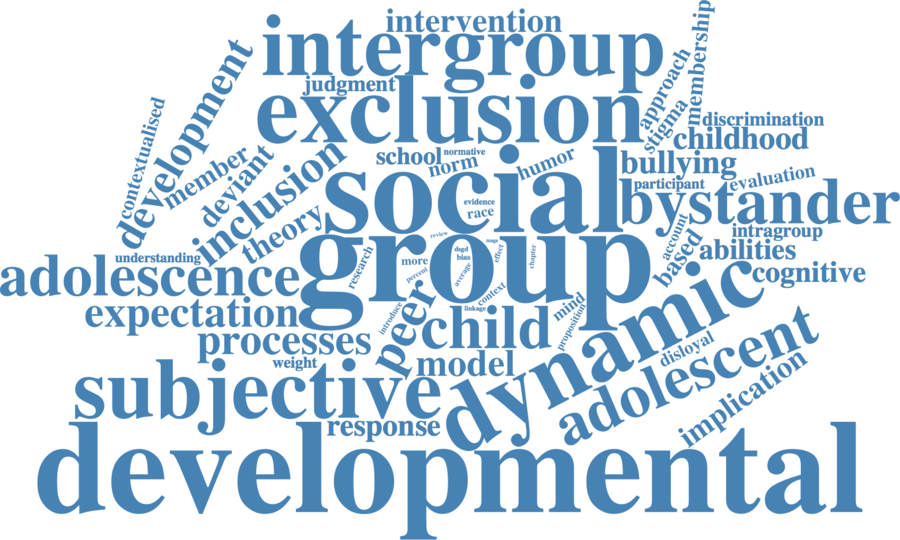 intervention
intergroup
judgment
exclusion
membership
approach
stigma
discrimination
childhood
contextualised
development
member
deviant
inclusion
theory
school
normative
norm
humor
social
evidence
race
bullying
participant
evaluation
bystander
account
intragroup
based
abilities
cognitive
understanding
adolescence
group
research
review
more
percent
dsgd
bias
average
stage
effect
chapter
context
linkage
introduce
mind
proposition
expectation
peer
child
processes
weight
model
dynamic
disloyal
adolescent
implication
subjective
response
developmental